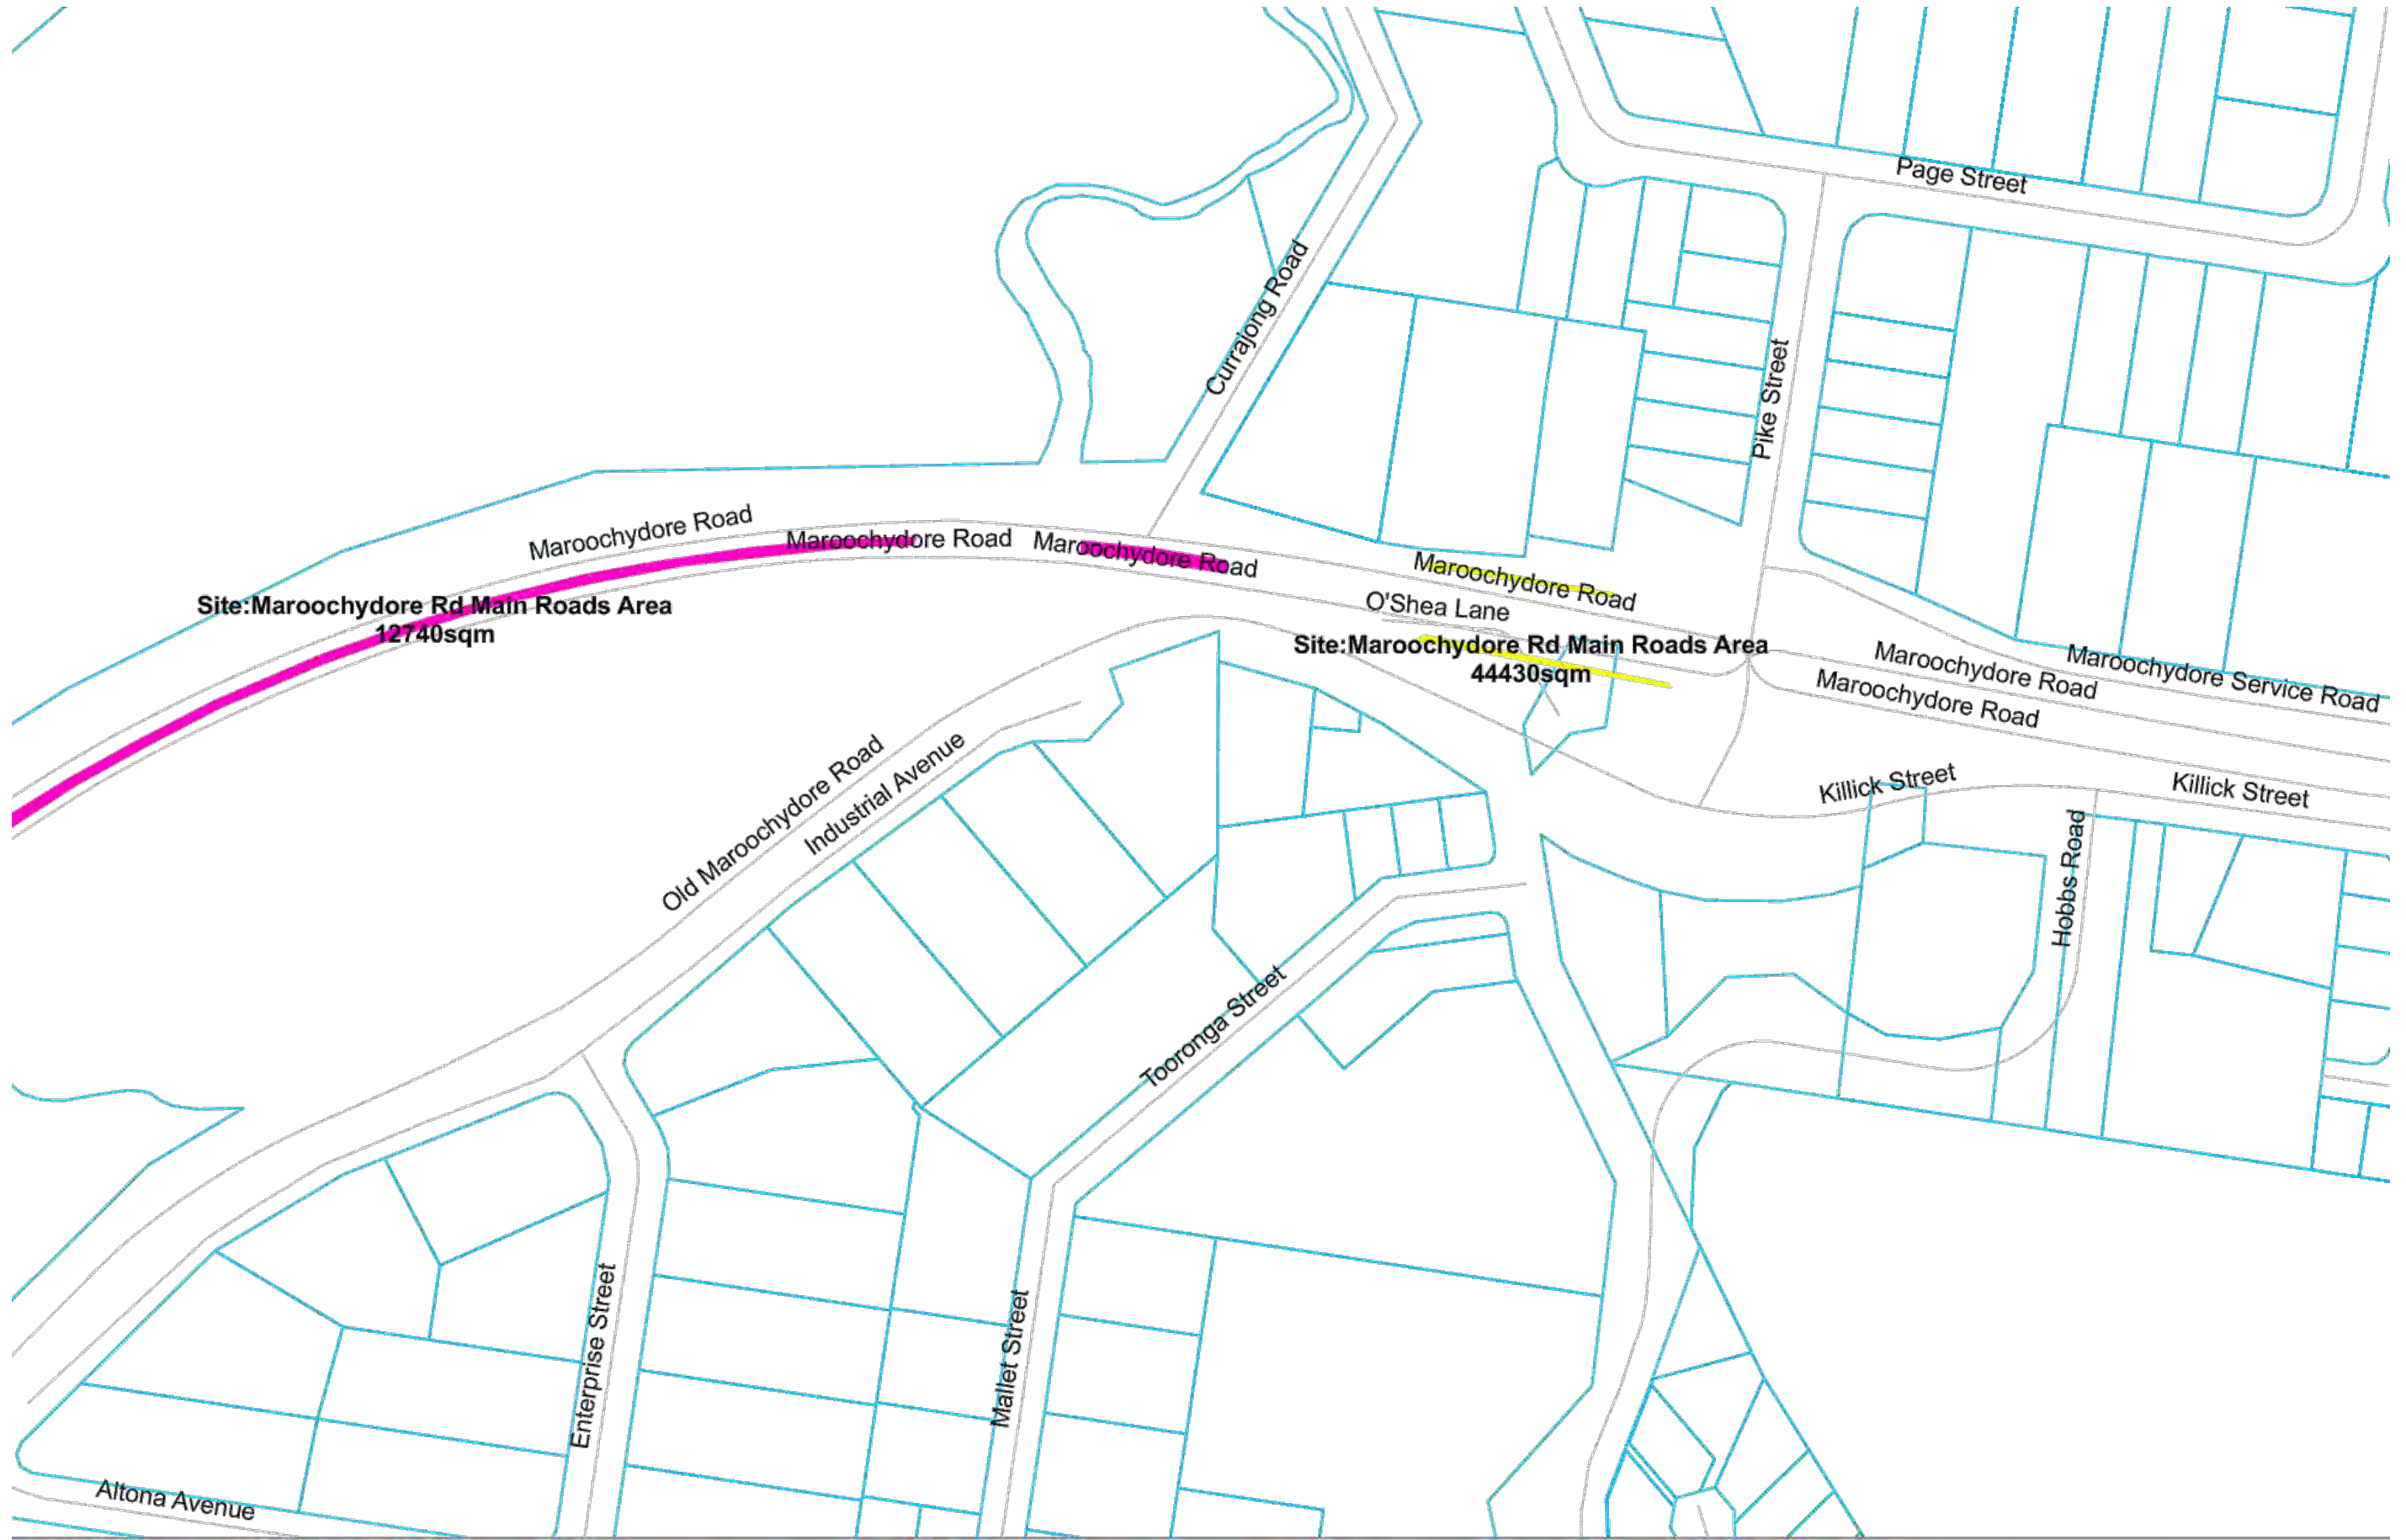 Page Street
Currajong Road
Pike Street
Maroochydore Road
Maroochydore Road
Maroochydore Road
Maroochydore Road
O'Shea Lane
Site:Maroochydore Rd Main Roads Area
12740sqm
Site:Maroochydore Rd Main Roads Area
44430sqm
Maroochydore Road
Maroochydore Service Road
Maroochydore Road
Old Maroochydore Road
Industrial Avenue
Killick Street
Killick Street
Hobbs Road
Tooronga Street
Enterprise Street
Mallet Street
Altona Avenue